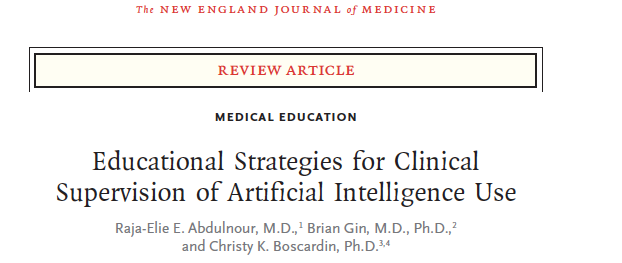 The NEW ENGLAND JOURNAL of MEDICINE
REVIEW ARTICLE
MEDICAL EDUCATION
Educational Strategies for Clinical
Supervision of Artificial Intelligence Use
Raja-Elie E. Abdulnour, M.D.,¹ Brian Gin, M.D., Ph.D.,²
and Christy K. Boscardin, Ph.D.³,⁴